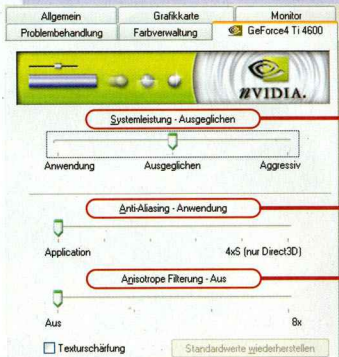 Allgemein Grafikkarte Monitor
Problembehandlung Farbverwaltung GeForce4 Ti 4600
nVIDIA.
Systemleistung - Ausgeglichen
Anwendung Ausgeglichen Aggressiv
Anti-Aliasing - Anwendung
Application 4xS (nur Direct3D)
Anisotrope Filterung - Aus
Aus 8x
Texturschärfung Standardwerte wiederherstellen